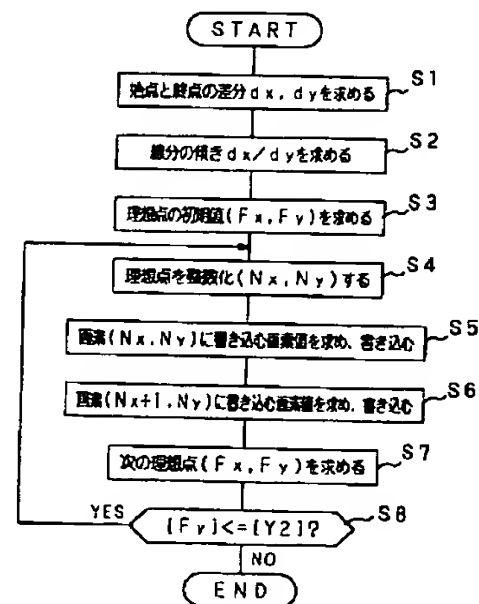 START
始点と終点の差分dx,dyを求める
S1
線分の傾きdx/dyを求める
S2
理想点の初期値(Fx,Fy)を求める
S3
理想点を整数化(Nx,Ny)する
S4
画素(Nx,Ny)に書き込む画素値を求め、書き込む
S5
画素(Nx+1,Ny)に書き込む画素値を求め、書き込む
S6
次の理想点(Fx,Fy)を求める
S7
[Fy]<=[Y2]?
S8
YES
NO
END